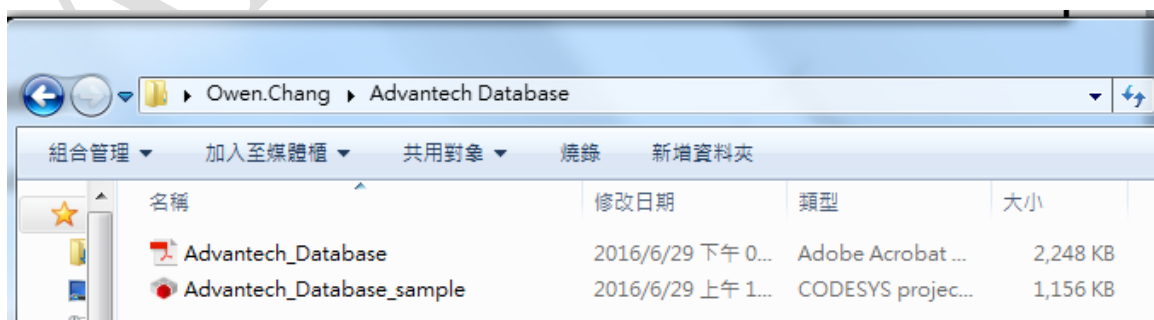 Owen.Chang ▸ Advantech Database
組合管理 加入至媒體櫃 共用對象 燒錄 新增資料夾
名稱 修改日期 類型 大小
Advantech_Database 2016/6/29 下午 0... Adobe Acrobat ... 2,248 KB
Advantech_Database_sample 2016/6/29 上午 1... CODESYS projec... 1,156 KB